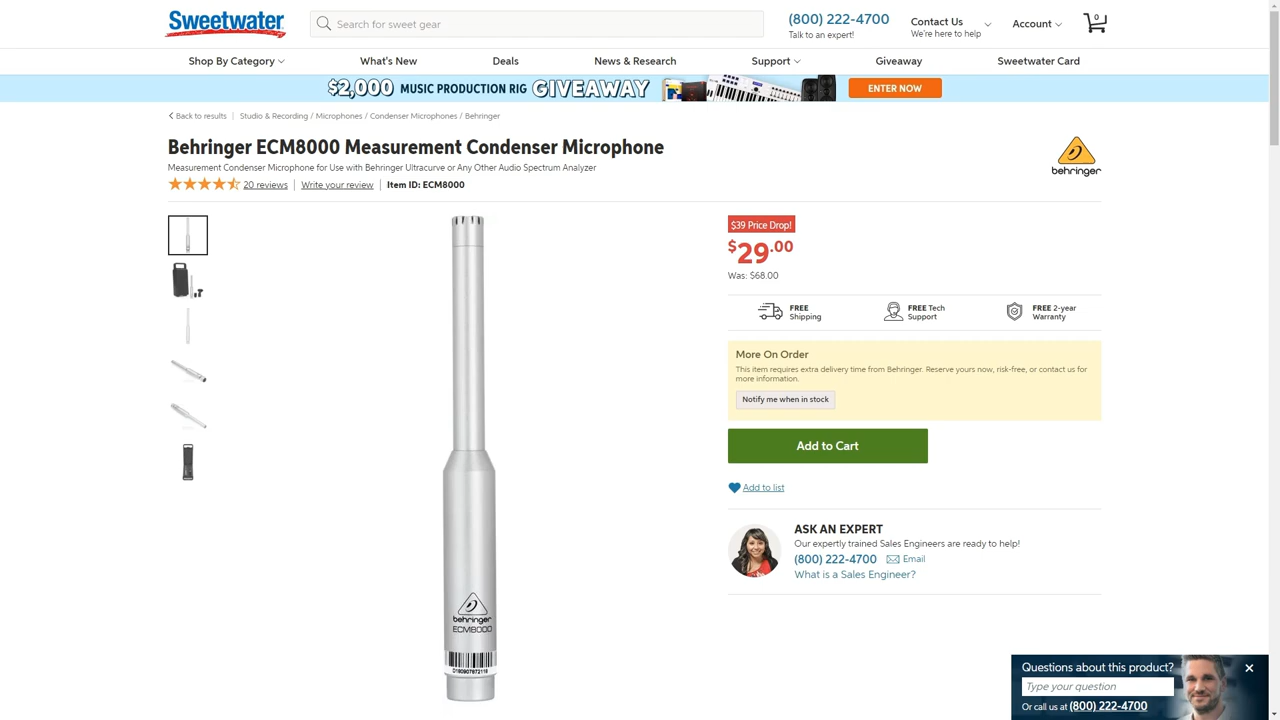 Sweetwater
Search for sweet gear
(800) 222-4700
Talk to an expert!
Contact Us
We're here to help
Account
0
Shop By Category
What's New
Deals
News & Research
Support
Giveaway
Sweetwater Card
$2,000 MUSIC PRODUCTION RIG GIVEAWAY ENTER NOW
Back to results | Studio & Recording / Microphones / Condenser Microphones / Behringer
Behringer ECM8000 Measurement Condenser Microphone
Measurement Condenser Microphone for Use with Behringer Ultracurve or Any Other Audio Spectrum Analyzer
20 reviews | Write your review | Item ID: ECM8000
behringer
$39 Price Drop!
$29.00
Was: $68.00
FREE
Shipping
FREE Tech
Support
FREE 2-year
Warranty
More On Order
This item requires extra delivery time from Behringer. Reserve yours now, risk-free, or contact us for
more information.
Notify me when in stock
Add to Cart
Add to list
ASK AN EXPERT
Our expertly trained Sales Engineers are ready to help!
(800) 222-4700 Email
What is a Sales Engineer?
behringer
ECM8000
Questions about this product?
Type your question
Or call us at (800) 222-4700